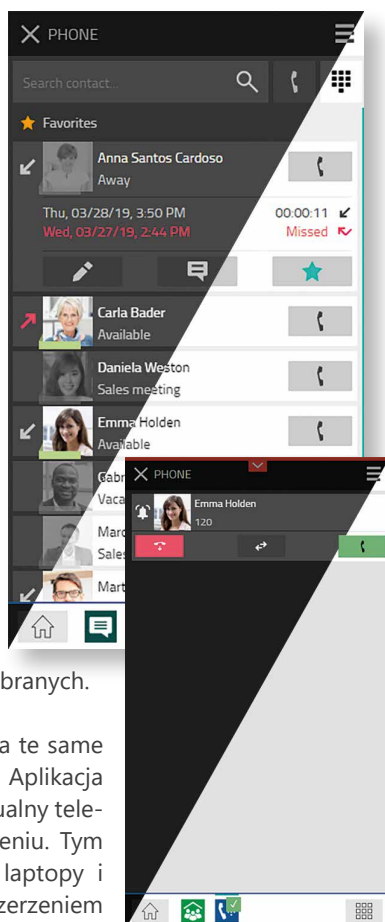 PHONE
Search contact...
Favorites
Anna Santos Cardoso
Away
Thu, 03/28/19, 3:50 PM 00:00:11
Wed, 03/27/19, 2:44 PM Missed
Carla Bader
Available
Daniela Weston
Sales meeting
Emma Holden
Available
PHONE
Emma Holden
120
branych.
a te same
Aplikacja
ualny tele-
eniu. Tym
laptopy i
zerzeniem